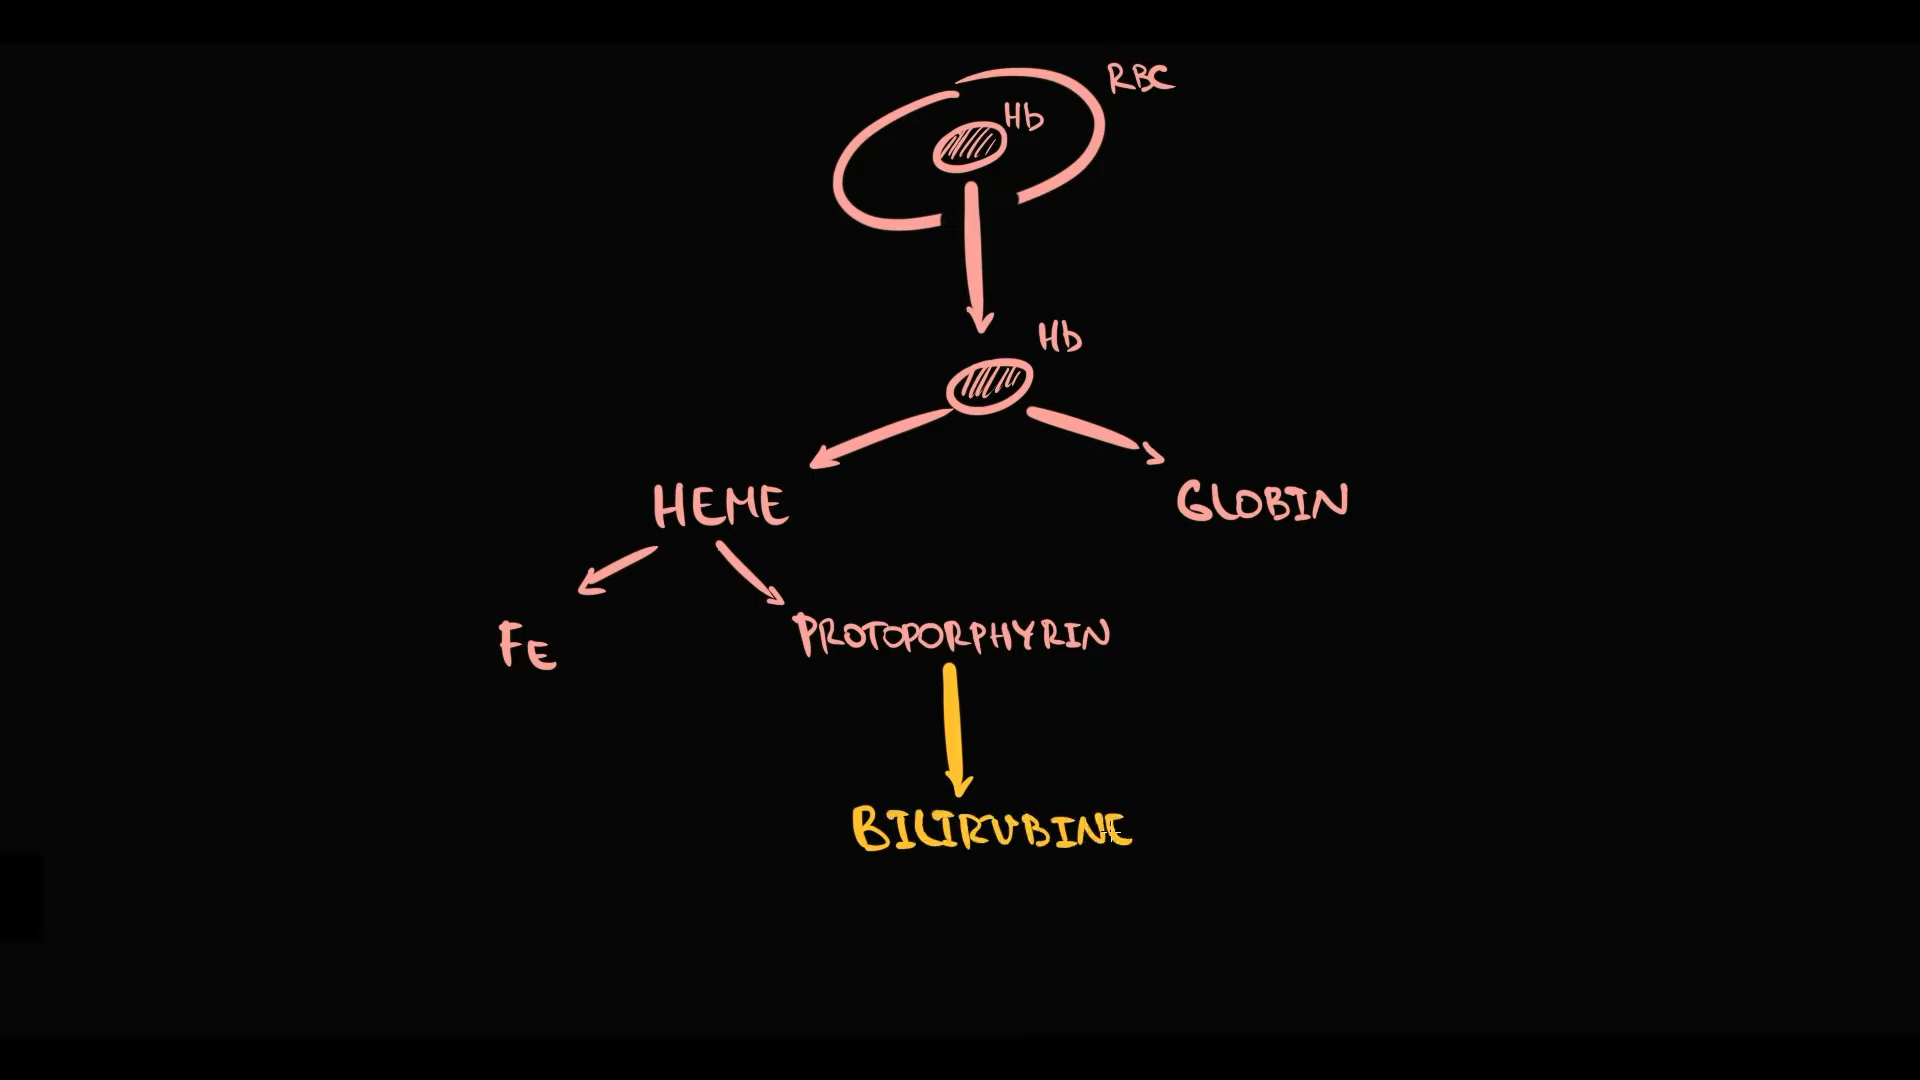 RBC
Hb
Hb
HEME
GLOBIN
FE
PROTOPORPHYRIN
BILIRUBINE